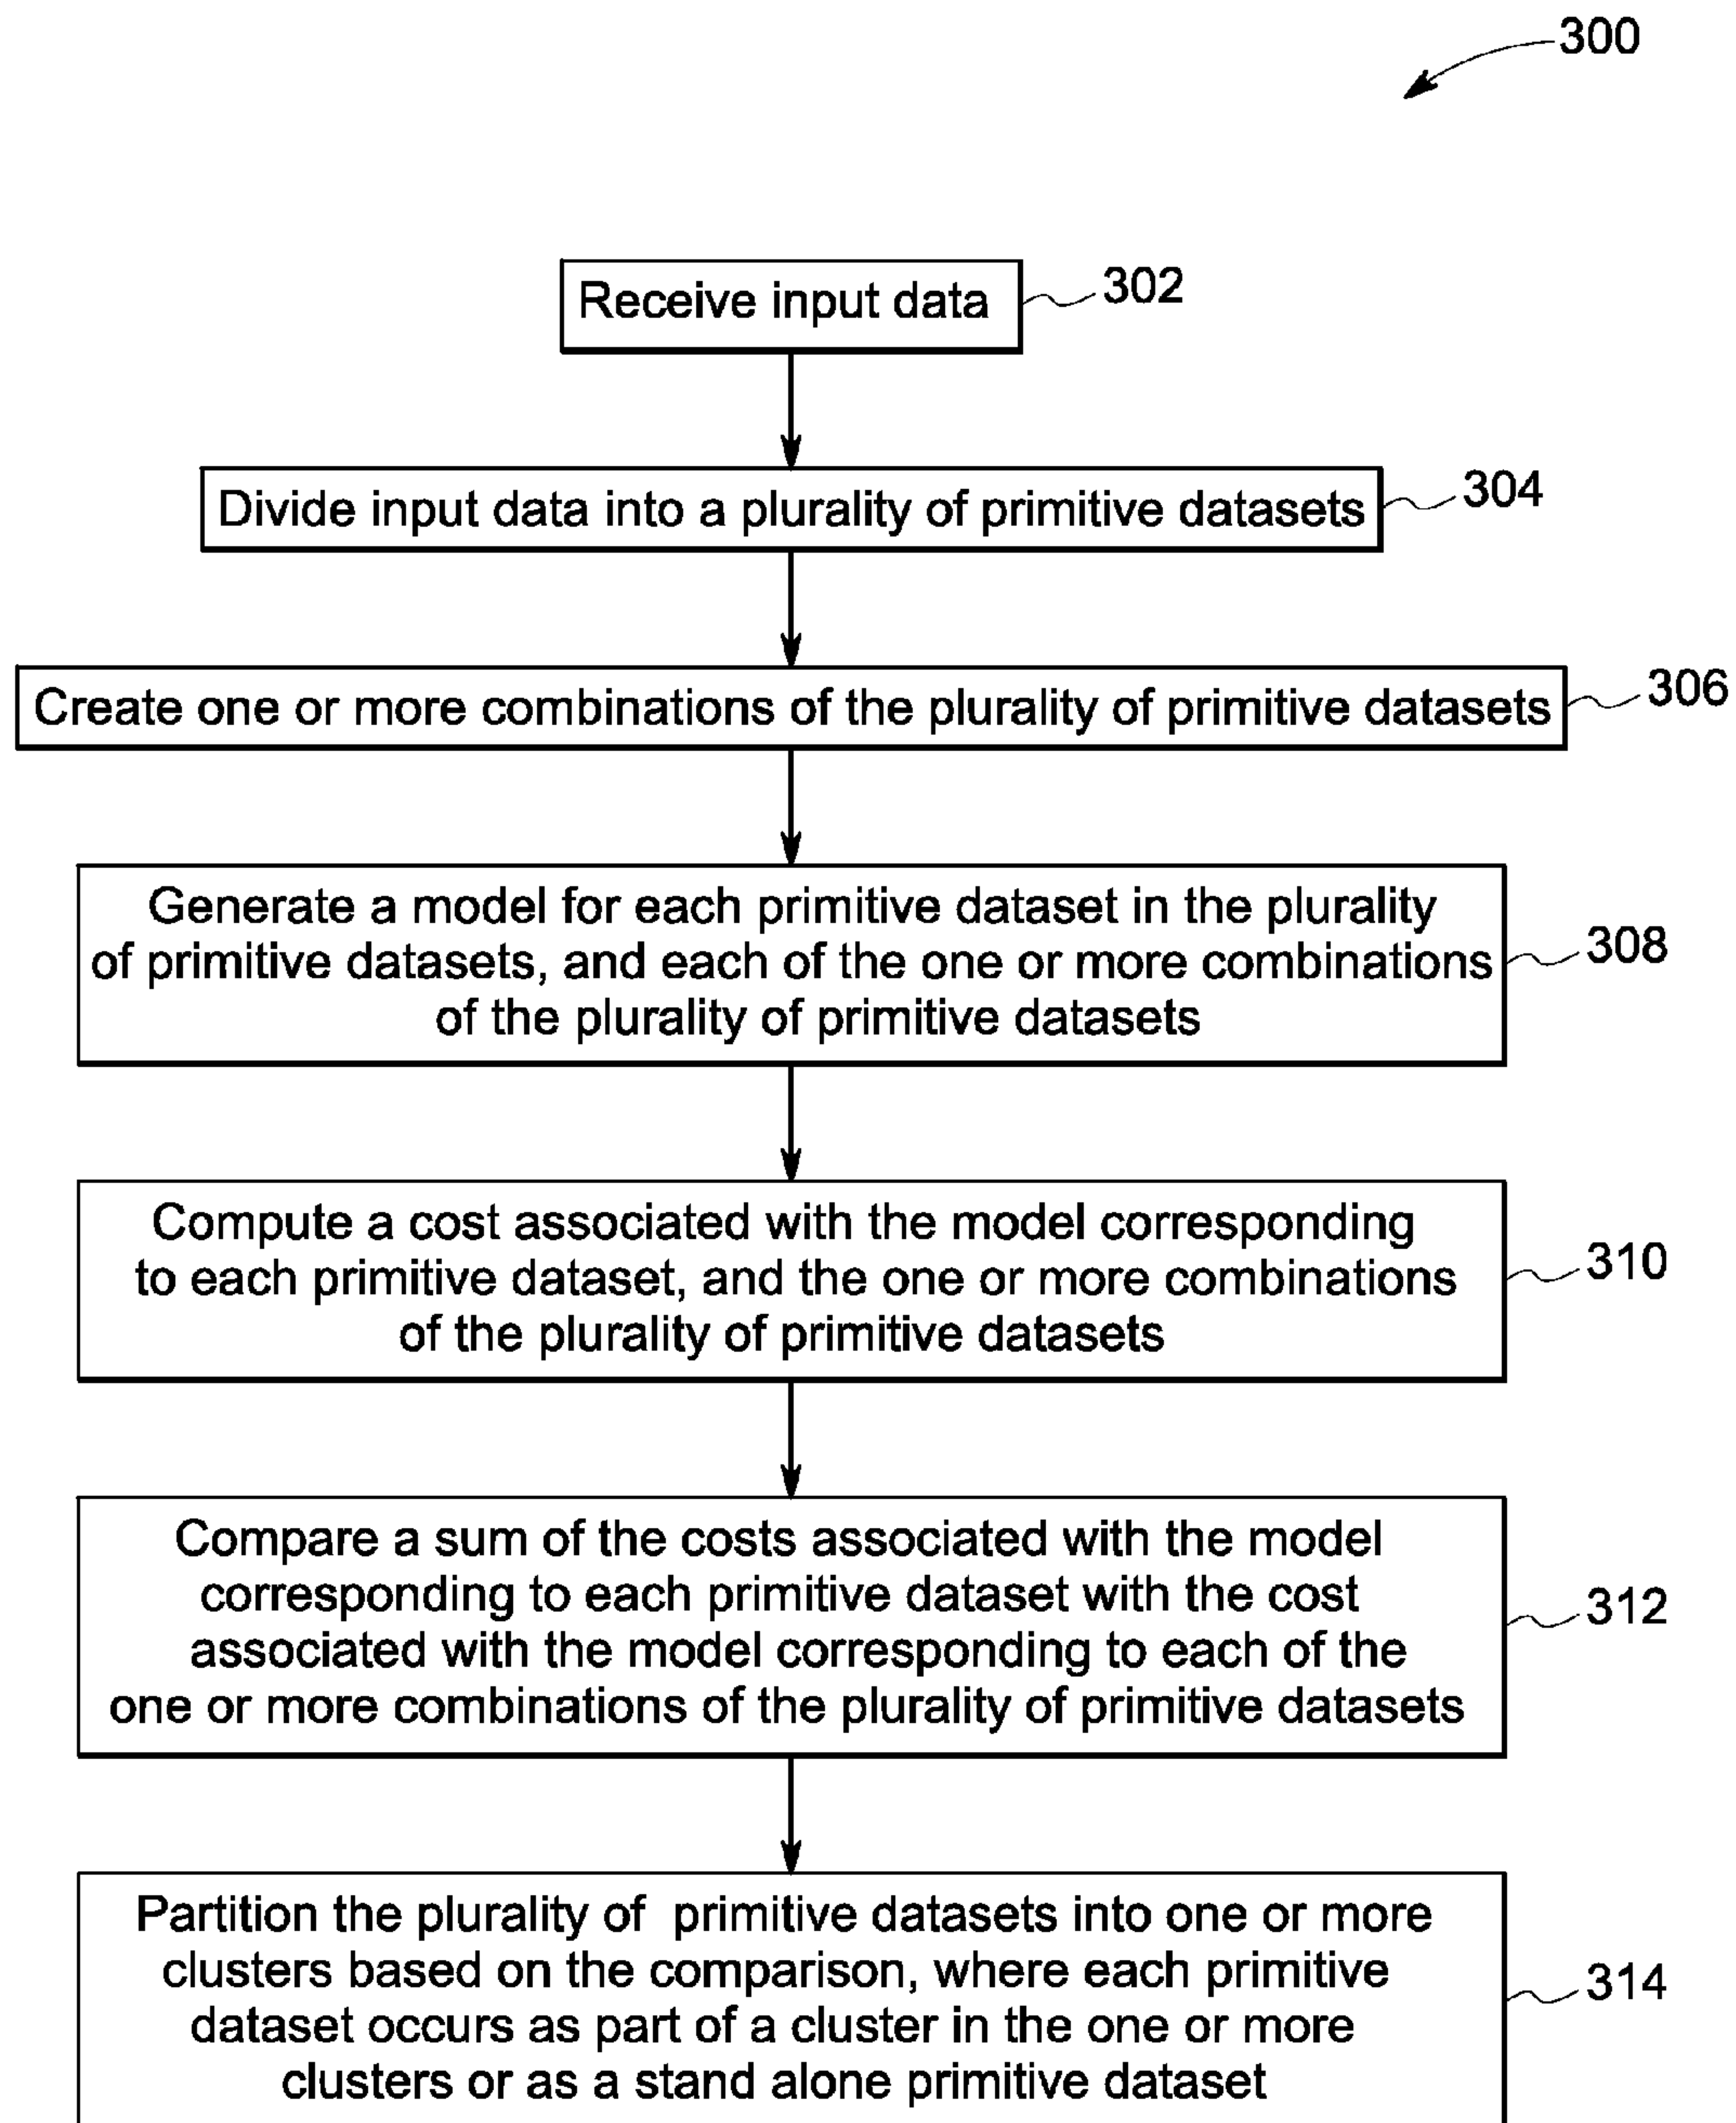 300
Receive input data
302
Divide input data into a plurality of primitive datasets
304
Create one or more combinations of the plurality of primitive datasets
306
Generate a model for each primitive dataset in the plurality
of primitive datasets, and each of the one or more combinations
of the plurality of primitive datasets
308
Compute a cost associated with the model corresponding
to each primitive dataset, and the one or more combinations
of the plurality of primitive datasets
310
Compare a sum of the costs associated with the model
corresponding to each primitive dataset with the cost
associated with the model corresponding to each of the
one or more combinations of the plurality of primitive datasets
312
Partition the plurality of primitive datasets into one or more
clusters based on the comparison, where each primitive
dataset occurs as part of a cluster in the one or more
clusters or as a stand alone primitive dataset
314